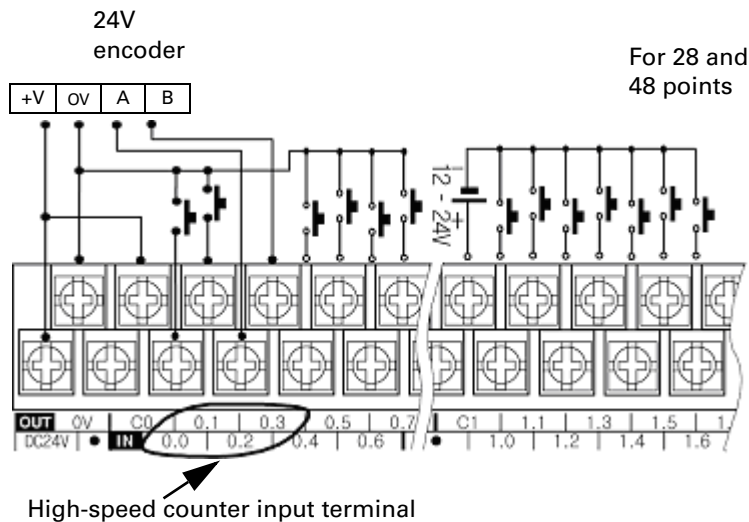 24V
encoder
For 28 and
48 points
+V 0V A B
12 - 24V
OUT 0V C0 0.1 0.3 0.5 0.7 C1 1.1 1.3 1.5 1.
DC24V IN 0.0 0.2 0.4 0.6 1.0 1.2 1.4 1.6
High-speed counter input terminal